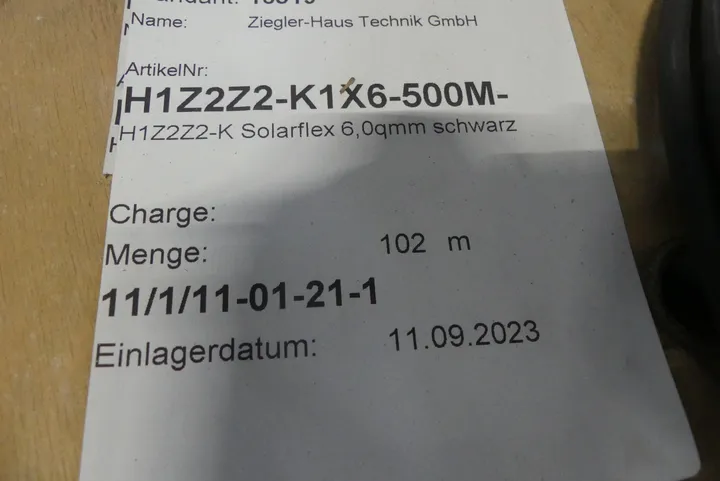 Name: Ziegler-Haus Technik GmbH
ArtikelNr:
H1Z2Z2-K1X6-500M-
H1Z2Z2-K Solarflex 6,0qmm schwarz
Charge:
Menge: 102 m
11/1/11-01-21-1
Einlagerdatum: 11.09.2023